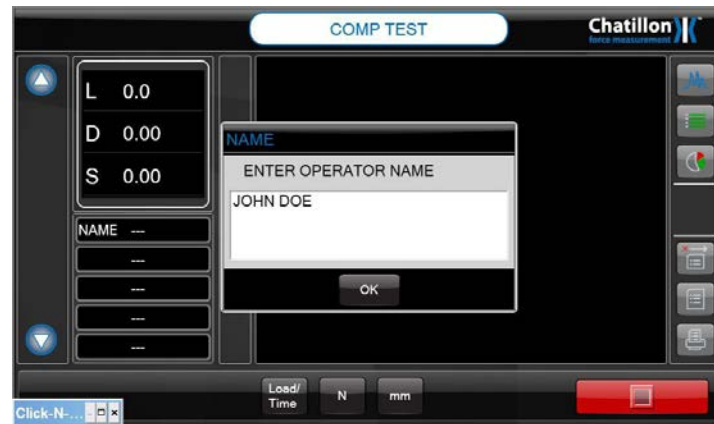 COMP TEST
Chatillon
force measurement
L 0.0
D 0.00
S 0.00
NAME ---
---
---
---
---
NAME
ENTER OPERATOR NAME
JOHN DOE
OK
Load/
Time
N
mm
Click-N-...